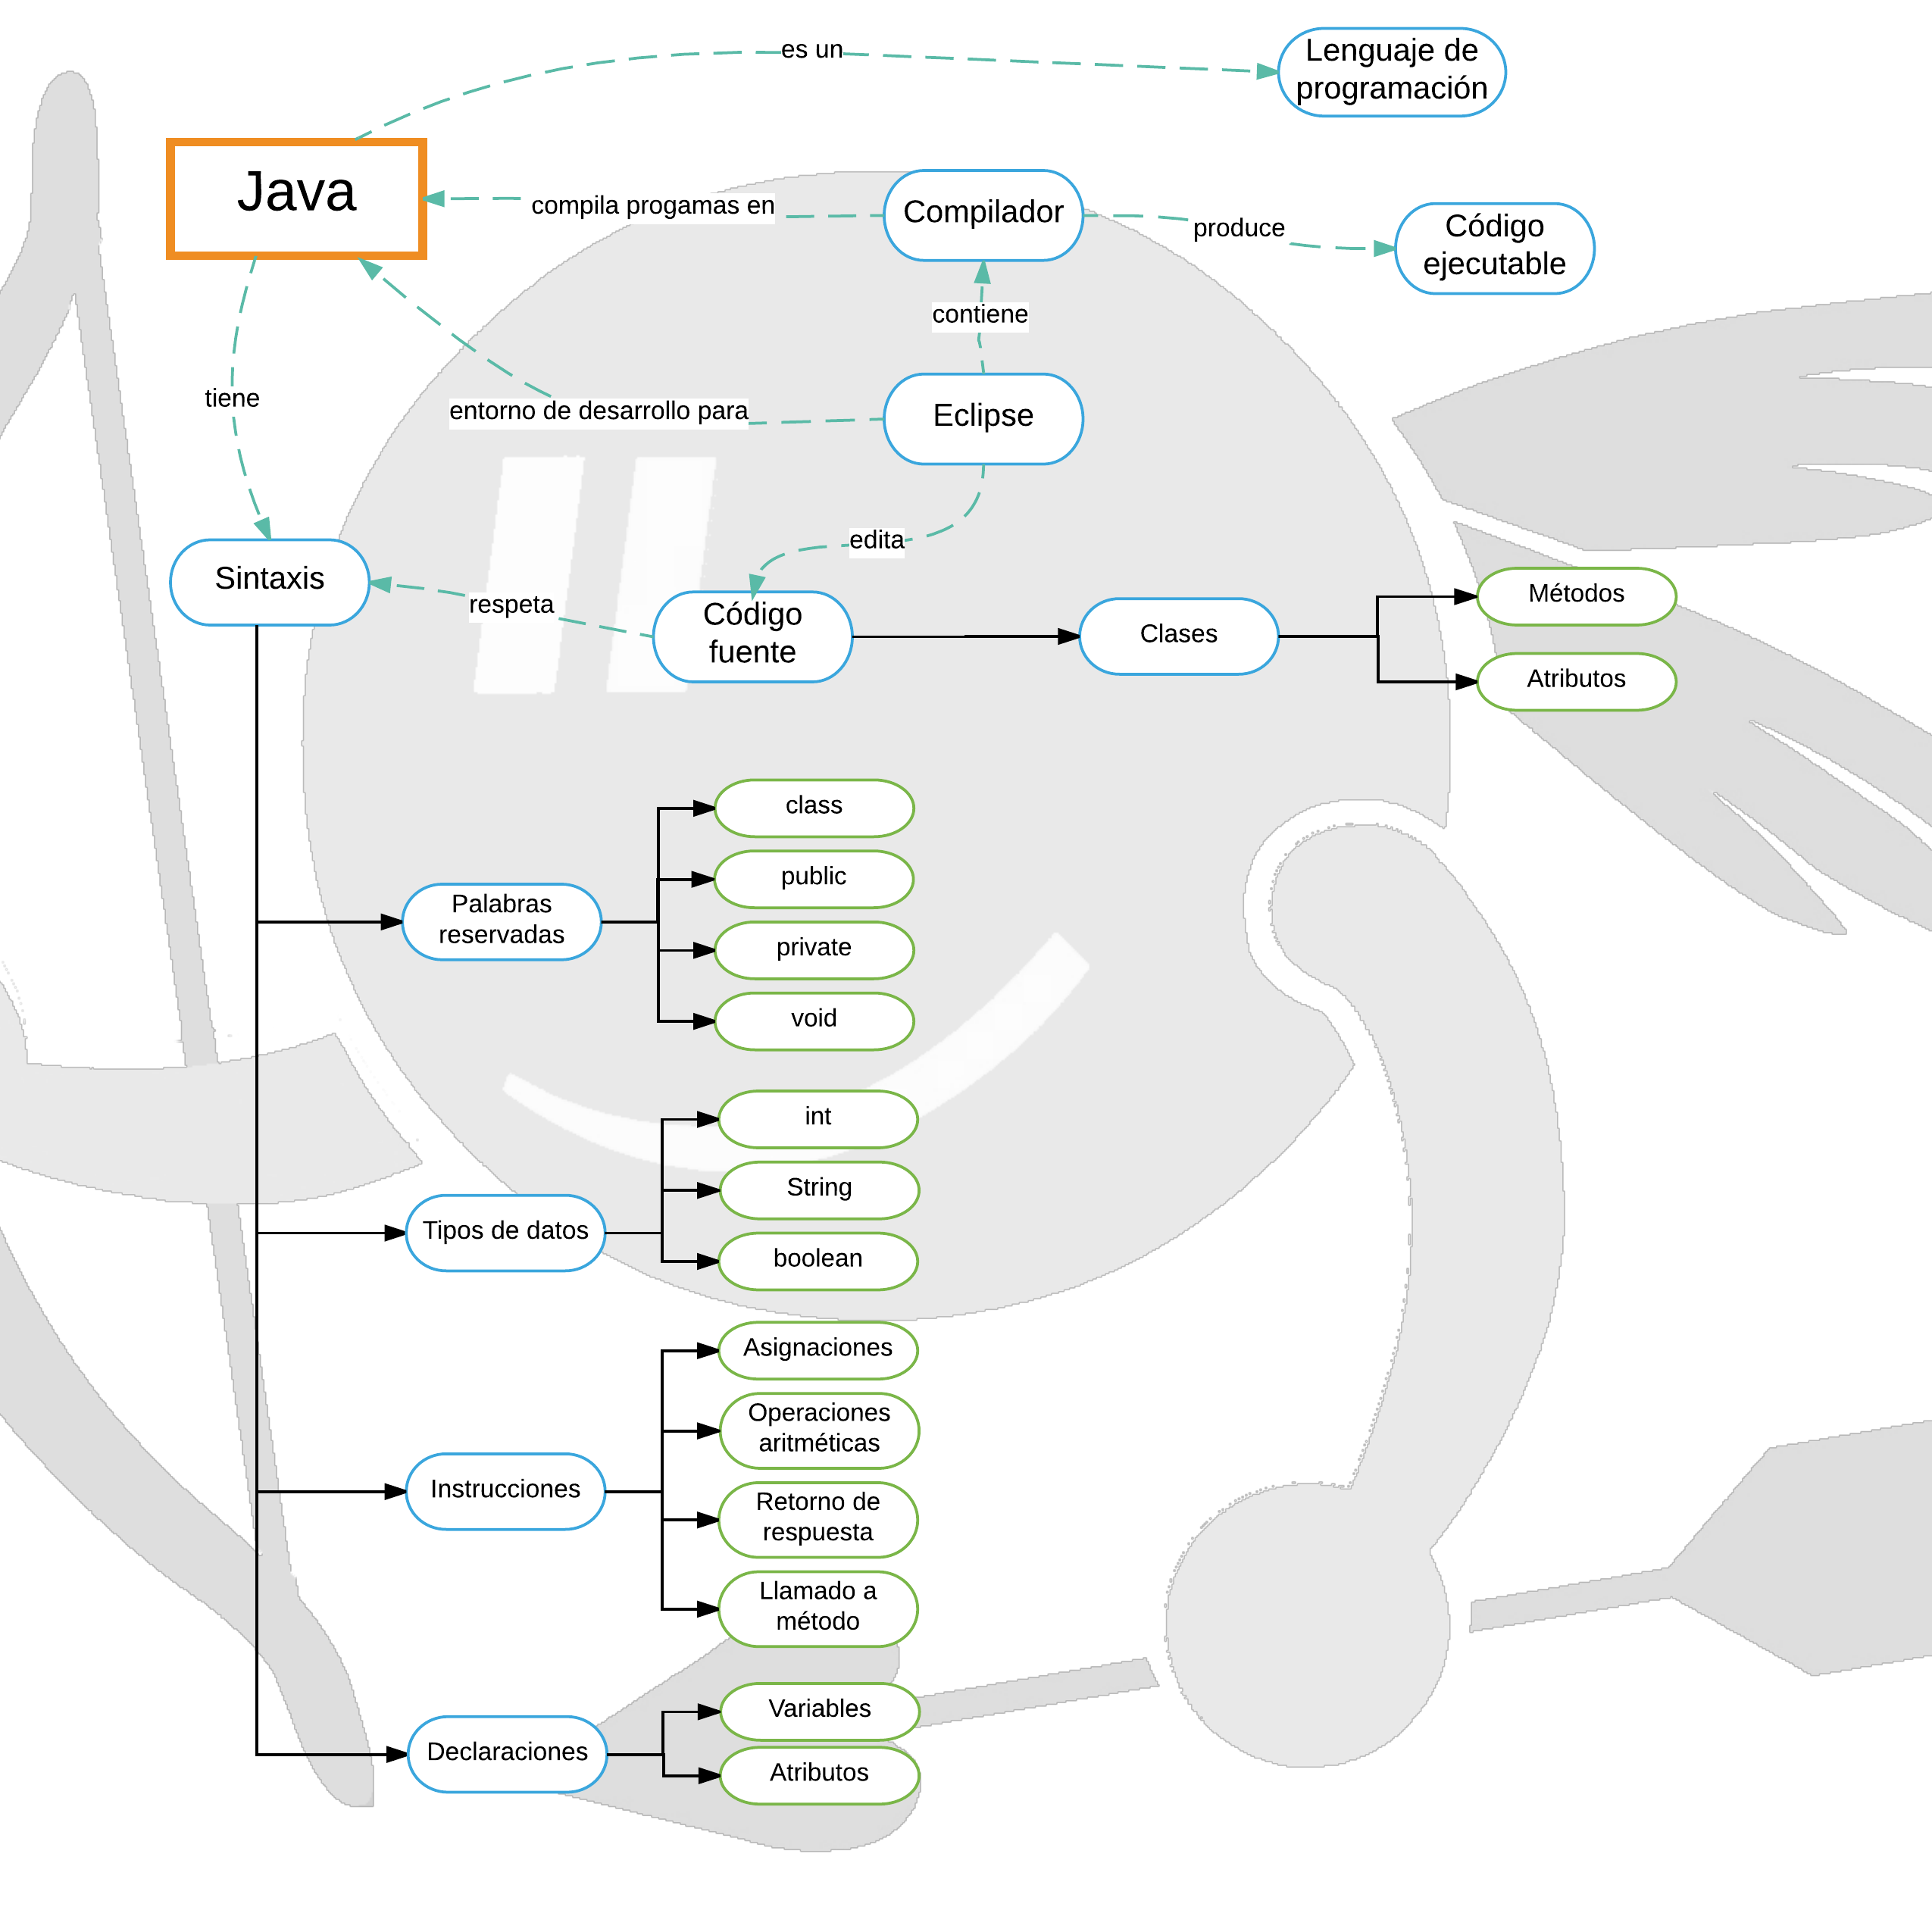 es un
Lenguaje de
programación
Java
compila progamas en
Compilador
produce
Código
ejecutable
contiene
tiene
entorno de desarrollo para
Eclipse
edita
Sintaxis
respeta
Código
fuente
Clases
Métodos
Atributos
class
public
Palabras
reservadas
private
void
int
String
Tipos de datos
boolean
Asignaciones
Operaciones
aritméticas
Instrucciones
Retorno de
respuesta
Llamado a
método
Variables
Declaraciones
Atributos